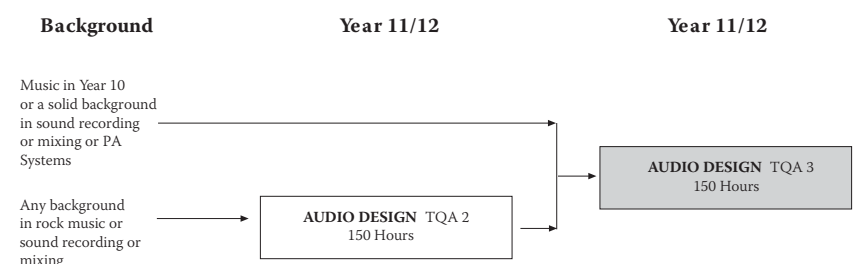 Background
Year 11/12
Year 11/12
Music in Year 10
or a solid background
in sound recording
or mixing or PA
Systems
AUDIO DESIGN TQA 3
150 Hours
Any background
in rock music or
sound recording or
mixing
AUDIO DESIGN TQA 2
150 Hours